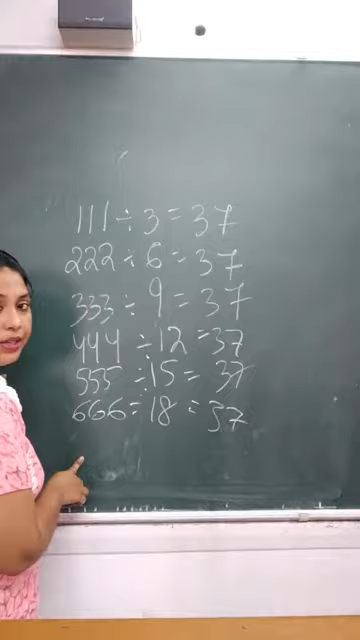 111 ÷ 3 = 37
222 ÷ 6 = 37
333 ÷ 9 = 37
444 ÷ 12 = 37
555 ÷ 15 = 37
666 ÷ 18 = 37